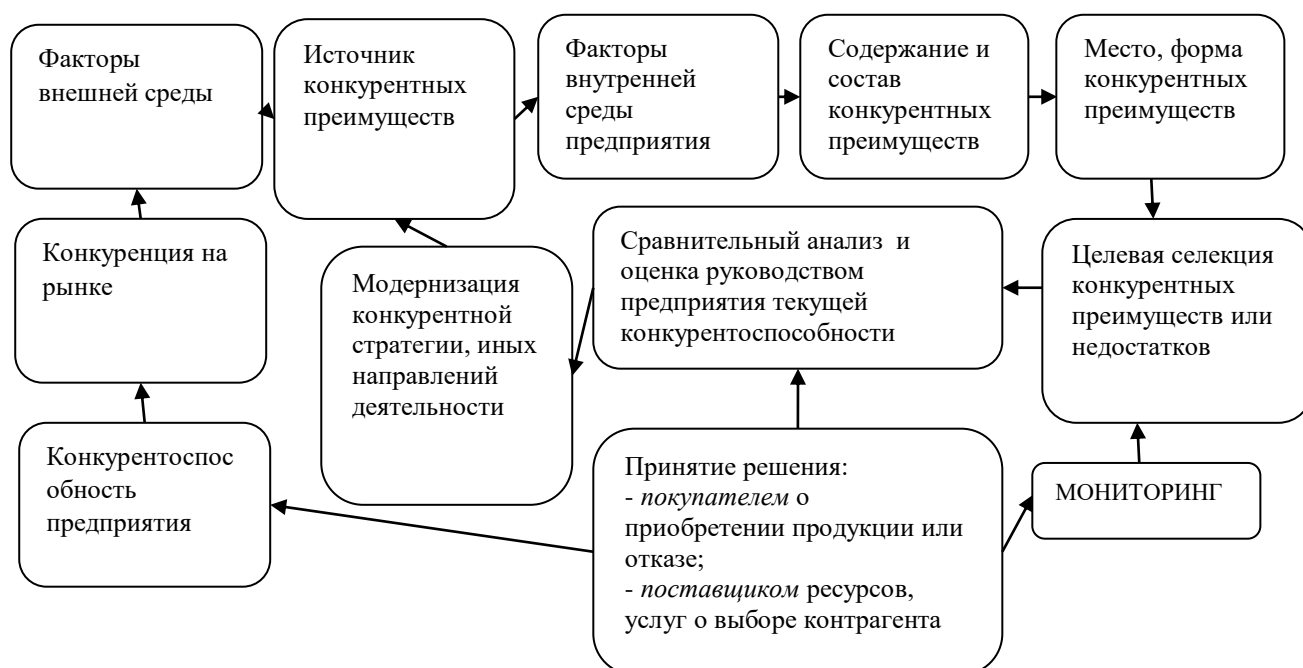 Факторы
внешней среды
Источник
конкурентных
преимуществ
Факторы
внутренней
среды
предприятия
Содержание и
состав
конкурентных
преимуществ
Место, форма
конкурентных
преимуществ
Конкуренция на
рынке
Модернизация
конкурентной
стратегии, иных
направлений
деятельности
Сравнительный анализ и
оценка руководством
предприятия текущей
конкурентоспособности
Целевая селекция
конкурентных
преимуществ или
недостатков
Конкурентоспос
обность
предприятия
Принятие решения:
- покупателем о
приобретении продукции или
отказе;
- поставщиком ресурсов,
услуг о выборе контрагента
МОНИТОРИНГ